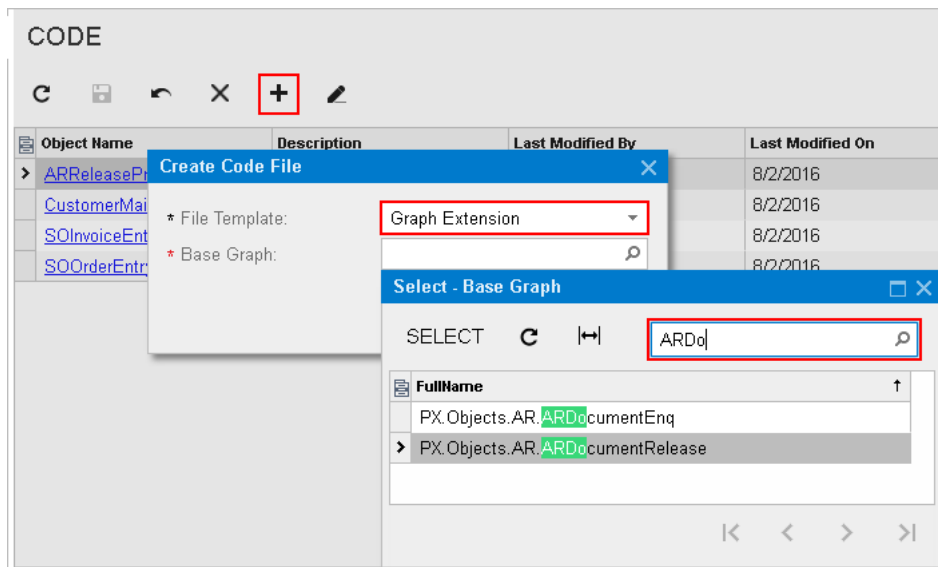 CODE
Object Name Description Last Modified By Last Modified On
ARReleasePr 8/2/2016
Create Code File
CustomerMai 8/2/2016
* File Template: Graph Extension
SOInvoiceEnt 8/2/2016
* Base Graph:
SOOrderEntry 8/2/2016
Select - Base Graph
SELECT ARDo
FullName
PX.Objects.AR.ARDocumentEnq
PX.Objects.AR.ARDocumentRelease